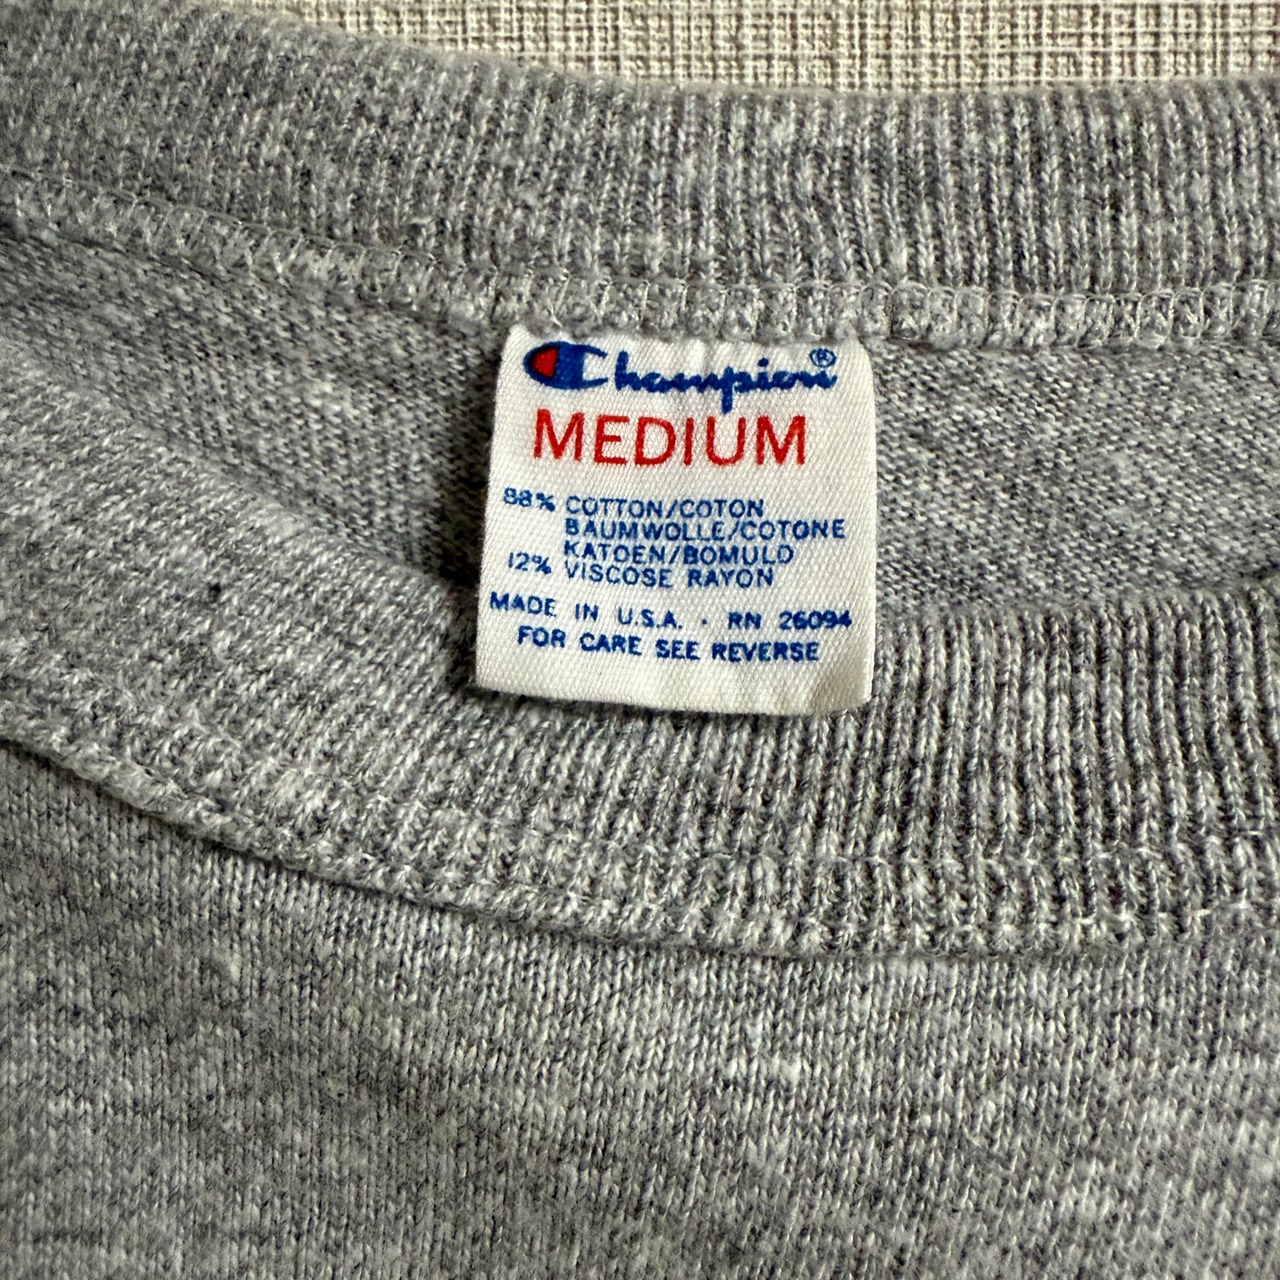 Champion®
MEDIUM
88% COTTON/COTON
BAUMWOLLE/COTONE
KATOEN/BOMULD
12% VISCOSE RAYON
MADE IN U.S.A. · RN 26094
FOR CARE SEE REVERSE